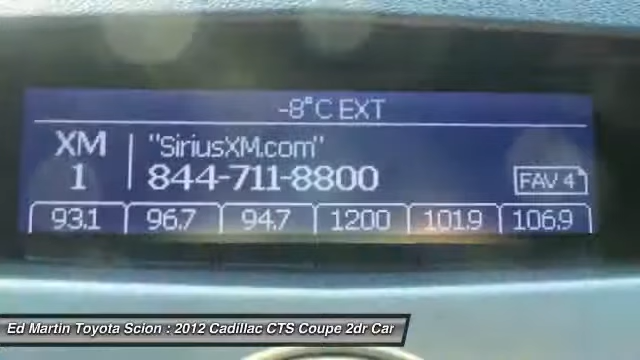 -8°C EXT
XM "SiriusXM.com"
1 844-711-8800 FAV 4
93.1 96.7 94.7 1200 101.9 106.9
Ed Martin Toyota Scion : 2012 Cadillac CTS Coupe 2dr Car